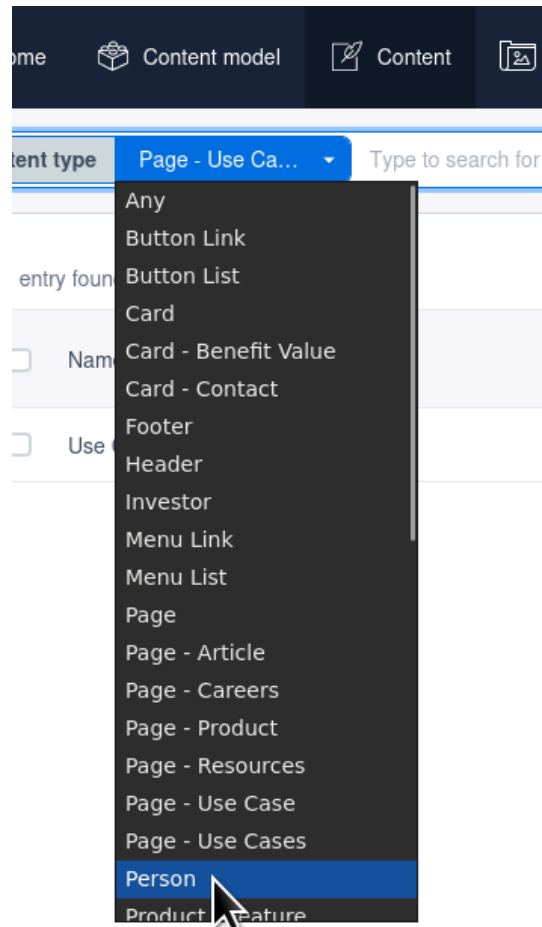 ome Content model Content
tent type Page - Use Ca... Type to search for
Any
Button Link
entry foun Button List
Card
Nam Card - Benefit Value
Card - Contact
Footer
Use Header
Investor
Menu Link
Menu List
Page
Page - Article
Page - Careers
Page - Product
Page - Resources
Page - Use Case
Page - Use Cases
Person
Product eature